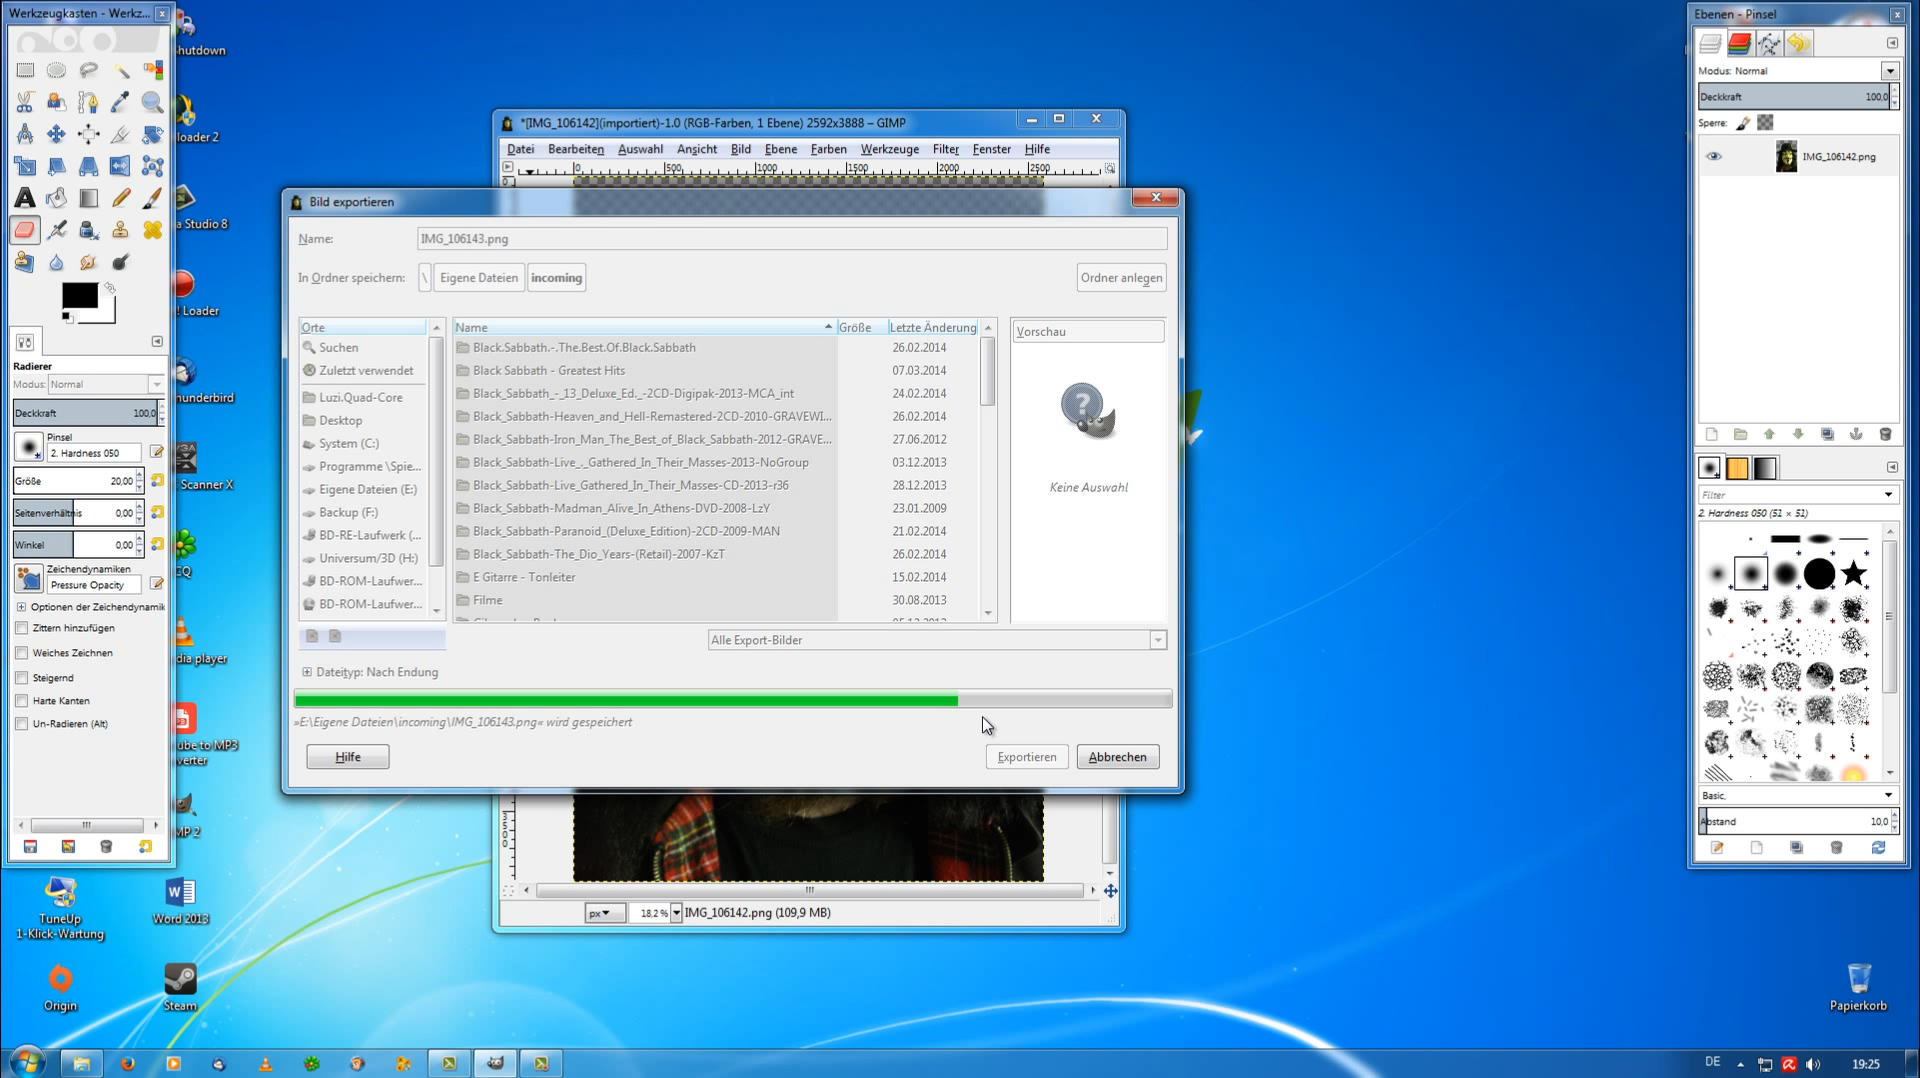 Werkzeugkasten - Werkz...
Radierer
Modus: Normal
Deckkraft 100,0
Pinsel
2. Hardness 050
Größe 20,00
Seitenverhältnis 0,00
Winkel 0,00
Zeichendynamiken
Pressure Opacity
Optionen der Zeichendynamik
Zittern hinzufügen
Weiches Zeichnen
Steigernd
Harte Kanten
Un-Radieren (Alt)
hutdown
loader 2
a Studio 8
! Loader
hunderbird
Scanner X
CQ
dia player
ube to MP3
verter
MP 2
TuneUp
1-Klick-Wartung
Word 2013
Origin
Steam
*[IMG_106142](importiert)-1.0 (RGB-Farben, 1 Ebene) 2592x3888 – GIMP
Datei Bearbeiten Auswahl Ansicht Bild Ebene Farben Werkzeuge Filter Fenster Hilfe
0 500 1000 1500 2000 2500
Bild exportieren
Name: IMG_106143.png
In Ordner speichern: \ Eigene Dateien incoming Ordner anlegen
Orte
Suchen
Zuletzt verwendet
Luzi.Quad-Core
Desktop
System (C:)
Programme \Spie...
Eigene Dateien (E:)
Backup (F:)
BD-RE-Laufwerk (...
Universum/3D (H:)
BD-ROM-Laufwer...
BD-ROM-Laufwer...
Name Größe Letzte Änderung
Black.Sabbath.-.The.Best.Of.Black.Sabbath 26.02.2014
Black Sabbath - Greatest Hits 07.03.2014
Black_Sabbath_-_13_Deluxe_Ed._-2CD-Digipak-2013-MCA_int 24.02.2014
Black_Sabbath-Heaven_and_Hell-Remastered-2CD-2010-GRAVEWI... 26.02.2014
Black_Sabbath-Iron_Man_The_Best_of_Black_Sabbath-2012-GRAVE... 27.06.2012
Black_Sabbath-Live_._Gathered_In_Their_Masses-2013-NoGroup 03.12.2013
Black_Sabbath-Live_Gathered_In_Their_Masses-CD-2013-r36 28.12.2013
Black_Sabbath-Madman_Alive_In_Athens-DVD-2008-LzY 23.01.2009
Black_Sabbath-Paranoid_(Deluxe_Edition)-2CD-2009-MAN 21.02.2014
Black_Sabbath-The_Dio_Years-(Retail)-2007-KzT 26.02.2014
E Gitarre - Tonleiter 15.02.2014
Filme 30.08.2013
Vorschau
Keine Auswahl
Alle Export-Bilder
Dateityp: Nach Endung
»E:\Eigene Dateien\incoming\IMG_106143.png« wird gespeichert
Hilfe Exportieren Abbrechen
3500
px 18,2 % IMG_106142.png (109,9 MB)
Ebenen - Pinsel
Modus: Normal
Deckkraft 100,0
Sperre:
IMG_106142.png
Filter
2. Hardness 050 (51 × 51)
Basic,
Abstand 10,0
Papierkorb
DE 19:25